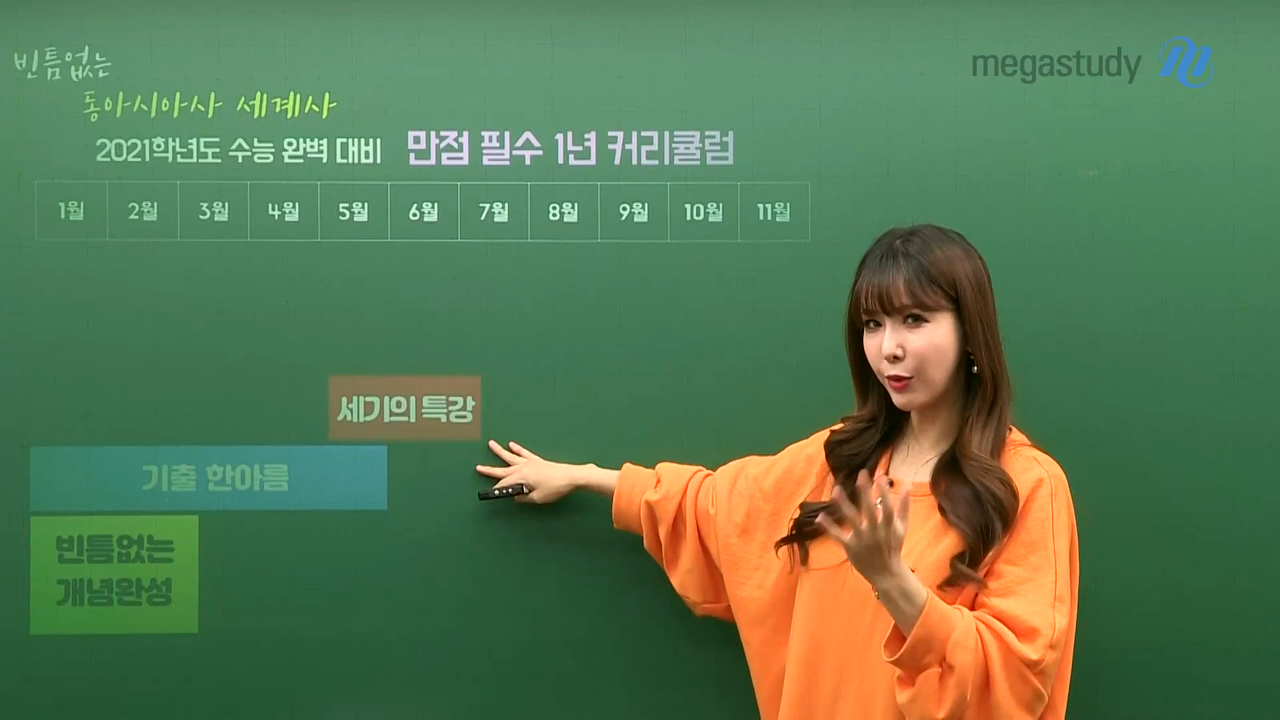 빈틈없는
megastudy
동아시아사 세계사
2021학년도 수능 완벽 대비 만점 필수 1년 커리큘럼
1월 2월 3월 4월 5월 6월 7월 8월 9월 10월 11월
세기의 특강
기출 한아름
빈틈없는
개념완성